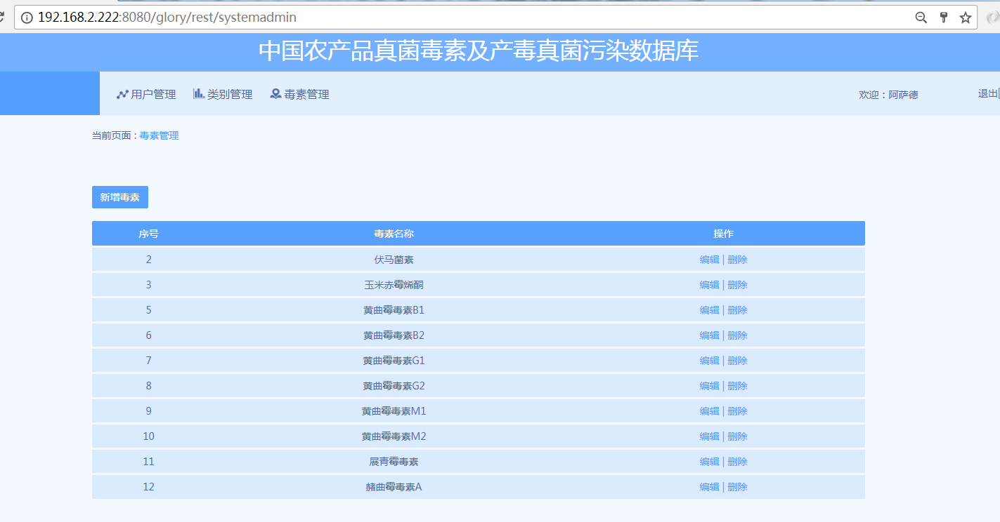 192.168.2.222:8080/glory/rest/systemadmin
中国农产品真菌毒素及产毒真菌污染数据库
用户管理 类别管理 毒素管理 欢迎：阿萨德 退出
当前页面：毒素管理
新增毒素
序号 毒素名称 操作
2 伏马菌素 编辑 | 删除
3 玉米赤霉烯酮 编辑 | 删除
5 黄曲霉毒素B1 编辑 | 删除
6 黄曲霉毒素B2 编辑 | 删除
7 黄曲霉毒素G1 编辑 | 删除
8 黄曲霉毒素G2 编辑 | 删除
9 黄曲霉毒素M1 编辑 | 删除
10 黄曲霉毒素M2 编辑 | 删除
11 展青霉毒素 编辑 | 删除
12 赭曲霉毒素A 编辑 | 删除